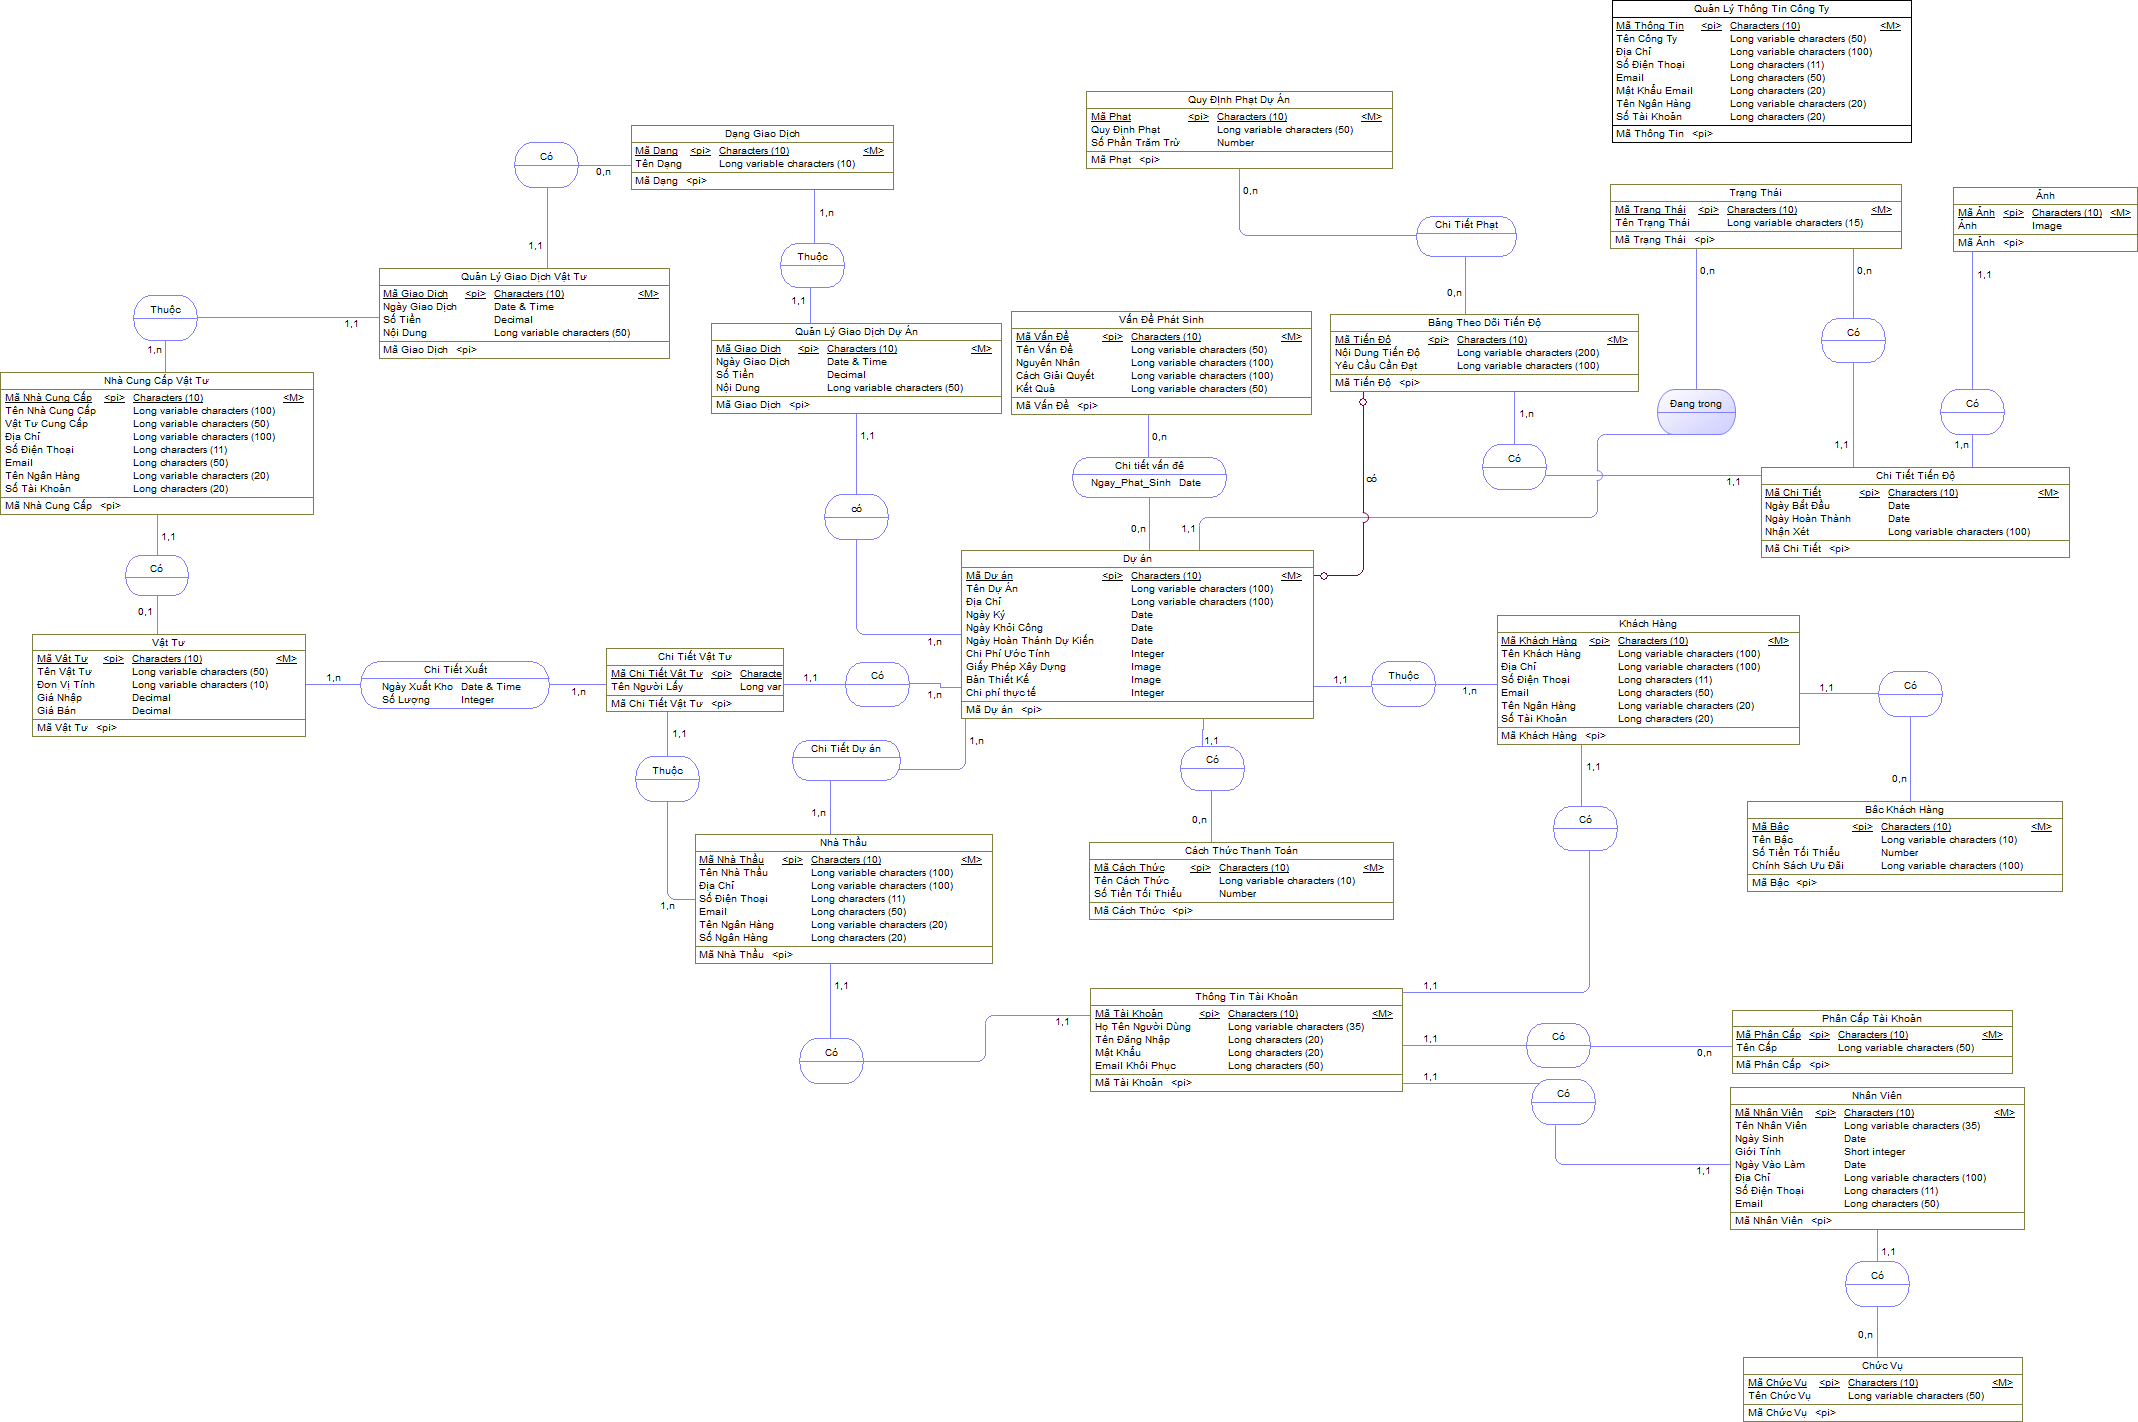 Quản Lý Thông Tin Công Ty
Mã Thông Tin <pi> Characters (10) <M>
Tên Công Ty Long variable characters (50)
Địa Chỉ Long variable characters (100)
Số Điện Thoại Long characters (11)
Email Long characters (50)
Mật Khẩu Email Long characters (20)
Tên Ngân Hàng Long variable characters (20)
Số Tài Khoản Long characters (20)
Mã Thông Tin <pi>
Quy Định Phạt Dự Án
Mã Phạt <pi> Characters (10) <M>
Quy Định Phạt Long variable characters (50)
Số Phần Trăm Trừ Number
Mã Phạt <pi>
0,n
Chi Tiết Phạt
0,n
Dạng Giao Dịch
Mã Dạng <pi> Characters (10) <M>
Tên Dạng Long variable characters (10)
Mã Dạng <pi>
Có
0,n
1,1
1,n
Thuộc
1,1
Trạng Thái
Mã Trạng Thái <pi> Characters (10) <M>
Tên Trạng Thái Long variable characters (15)
Mã Trạng Thái <pi>
0,n
0,n
Ảnh
Mã Ảnh <pi> Characters (10) <M>
Ảnh Image
Mã Ảnh <pi>
1,1
Quản Lý Giao Dịch Vật Tư
Mã Giao Dịch <pi> Characters (10) <M>
Ngày Giao Dịch Date & Time
Số Tiền Decimal
Nội Dung Long variable characters (50)
Mã Giao Dịch <pi>
Thuộc
1,1
1,n
Quản Lý Giao Dịch Dự Án
Mã Giao Dịch <pi> Characters (10) <M>
Ngày Giao Dịch Date & Time
Số Tiền Decimal
Nội Dung Long variable characters (50)
Mã Giao Dịch <pi>
1,1
có
1,n
Vấn Đề Phát Sinh
Mã Vấn Đề <pi> Characters (10) <M>
Tên Vấn Đề Long variable characters (50)
Nguyên Nhân Long variable characters (100)
Cách Giải Quyết Long variable characters (100)
Kết Quả Long variable characters (50)
Mã Vấn Đề <pi>
0,n
Chi tiết vấn đề
Ngay_Phat_Sinh Date
0,n
Bảng Theo Dõi Tiến Độ
Mã Tiến Độ <pi> Characters (10) <M>
Nội Dung Tiến Độ Long variable characters (200)
Yêu Cầu Cần Đạt Long variable characters (100)
Mã Tiến Độ <pi>
có
1,n
Có
1,1
Đang trong
1,1
Có
1,1
Có
1,n
Chi Tiết Tiến Độ
Mã Chi Tiết <pi> Characters (10) <M>
Ngày Bắt Đầu Date
Ngày Hoàn Thành Date
Nhận Xét Long variable characters (100)
Mã Chi Tiết <pi>
Nhà Cung Cấp Vật Tư
Mã Nhà Cung Cấp <pi> Characters (10) <M>
Tên Nhà Cung Cấp Long variable characters (100)
Vật Tư Cung Cấp Long variable characters (50)
Địa Chỉ Long variable characters (100)
Số Điện Thoại Long characters (11)
Email Long characters (50)
Tên Ngân Hàng Long variable characters (20)
Số Tài Khoản Long characters (20)
Mã Nhà Cung Cấp <pi>
1,1
Có
0,1
Vật Tư
Mã Vật Tư <pi> Characters (10) <M>
Tên Vật Tư Long variable characters (50)
Đơn Vị Tính Long variable characters (10)
Giá Nhập Decimal
Giá Bán Decimal
Mã Vật Tư <pi>
1,n
Chi Tiết Xuất
Ngày Xuất Kho Date & Time
Số Lượng Integer
1,n
Chi Tiết Vật Tư
Mã Chi Tiết Vật Tư <pi> Characte
Tên Người Lấy Long var
Mã Chi Tiết Vật Tư <pi>
1,1
Có
1,n
1,1
Thuộc
1,n
Dự án
Mã Dư án <pi> Characters (10) <M>
Tên Dự Án Long variable characters (100)
Địa Chỉ Long variable characters (100)
Ngày Ký Date
Ngày Khỏi Công Date
Ngày Hoàn Thánh Dự Kiến Date
Chi Phí Ước Tính Integer
Giấy Phép Xây Dựng Image
Bản Thiết Kế Image
Chi phí thực tế Integer
Mã Dự án <pi>
1,1
Thuộc
1,n
Khách Hàng
Mã Khách Hàng <pi> Characters (10) <M>
Tên Khách Hàng Long variable characters (100)
Địa Chỉ Long variable characters (100)
Số Điện Thoại Long characters (11)
Email Long characters (50)
Tên Ngân Hàng Long variable characters (20)
Số Tài Khoản Long characters (20)
Mã Khách Hàng <pi>
1,1
Có
0,n
Bậc Khách Hàng
Mã Bậc <pi> Characters (10) <M>
Tên Bậc Long variable characters (10)
Số Tiền Tối Thiểu Number
Chính Sách Ưu Đãi Long variable characters (100)
Mã Bậc <pi>
1,n
Chi Tiết Dự án
1,n
1,1
Có
0,n
Cách Thức Thanh Toán
Mã Cách Thức <pi> Characters (10) <M>
Tên Cách Thức Long variable characters (10)
Số Tiền Tối Thiểu Number
Mã Cách Thức <pi>
1,1
Có
1,1
Nhà Thầu
Mã Nhà Thầu <pi> Characters (10) <M>
Tên Nhà Thầu Long variable characters (100)
Địa Chỉ Long variable characters (100)
Số Điện Thoại Long characters (11)
Email Long characters (50)
Tên Ngân Hàng Long variable characters (20)
Số Ngân Hàng Long characters (20)
Mã Nhà Thầu <pi>
1,1
Có
1,1
Thông Tin Tài Khoản
Mã Tài Khoản <pi> Characters (10) <M>
Họ Tên Người Dùng Long variable characters (35)
Tên Đăng Nhập Long characters (20)
Mật Khẩu Long characters (20)
Email Khôi Phục Long characters (50)
Mã Tài Khoản <pi>
1,1
Có
0,n
Phân Cấp Tài Khoản
Mã Phân Cấp <pi> Characters (10) <M>
Tên Cấp Long variable characters (50)
Mã Phân Cấp <pi>
1,1
Có
1,1
Nhân Viên
Mã Nhân Viên <pi> Characters (10) <M>
Tên Nhân Viên Long variable characters (35)
Ngày Sinh Date
Giới Tính Short integer
Ngày Vào Làm Date
Địa Chỉ Long variable characters (100)
Số Điện Thoại Long characters (11)
Email Long characters (50)
Mã Nhân Viên <pi>
1,1
Có
0,n
Chức Vụ
Mã Chức Vụ <pi> Characters (10) <M>
Tên Chức Vụ Long variable characters (50)
Mã Chức Vụ <pi>